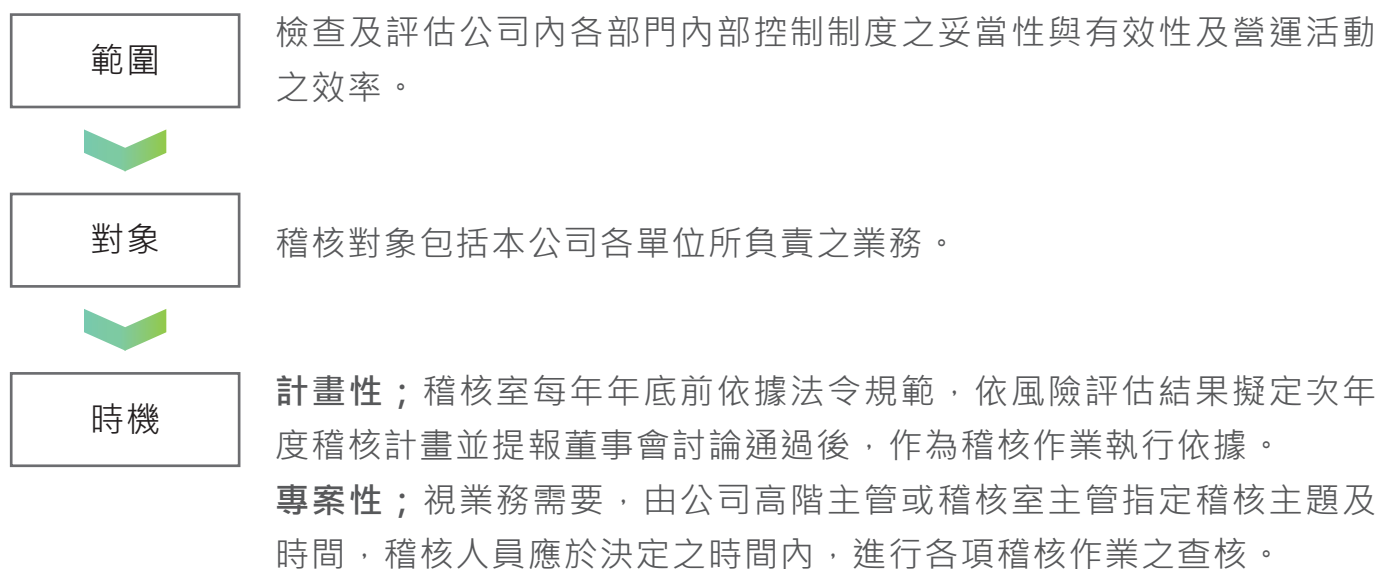 範圍
檢查及評估公司內各部門內部控制制度之妥當性與有效性及營運活動
之效率。
對象
稽核對象包括本公司各單位所負責之業務。
時機
計畫性；稽核室每年年底前依據法令規範，依風險評估結果擬定次年
度稽核計畫並提報董事會討論通過後，作為稽核作業執行依據。
專案性；視業務需要，由公司高階主管或稽核室主管指定稽核主題及
時間，稽核人員應於決定之時間內，進行各項稽核作業之查核。